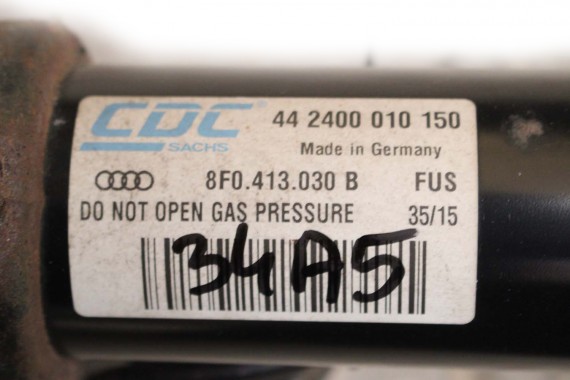 CDC 44 2400 010 150
SACHS Made in Germany
8F0.413.030 B FUS
DO NOT OPEN GAS PRESSURE 35/15
34A5